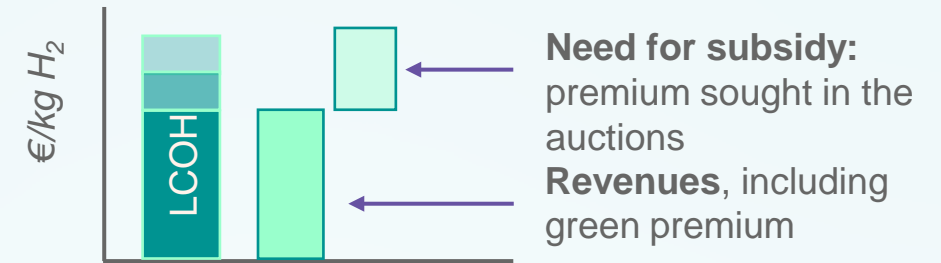 €/kg H₂
LCOH
Need for subsidy:
premium sought in the
auctions
Revenues, including
green premium